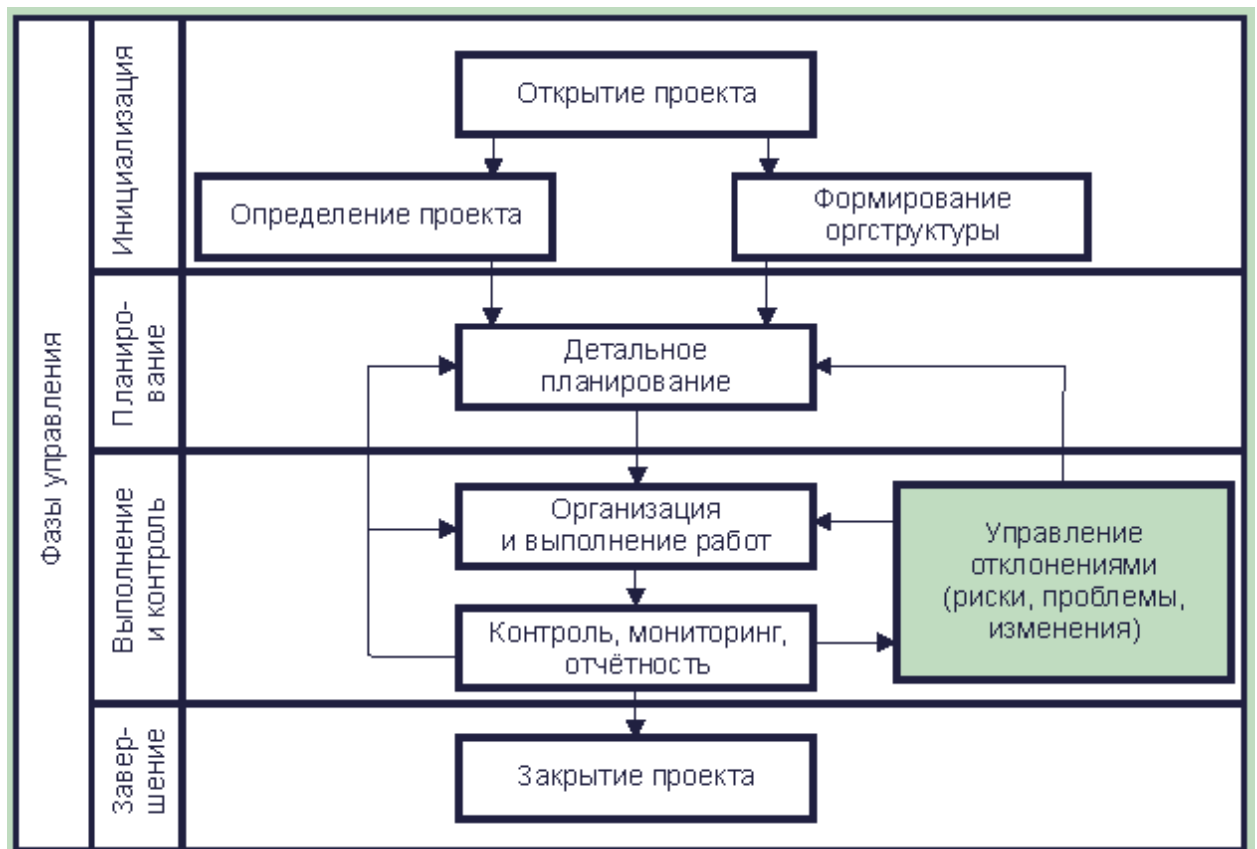 Фазы управления
Инициализация
Открытие проекта
Определение проекта
Формирование
оргструктуры
Планиро-
вание
Детальное
планирование
Выполнение
и контроль
Организация
и выполнение работ
Управление
отклонениями
(риски, проблемы,
изменения)
Контроль, мониторинг,
отчётность
Завер-
шение
Закрытие проекта